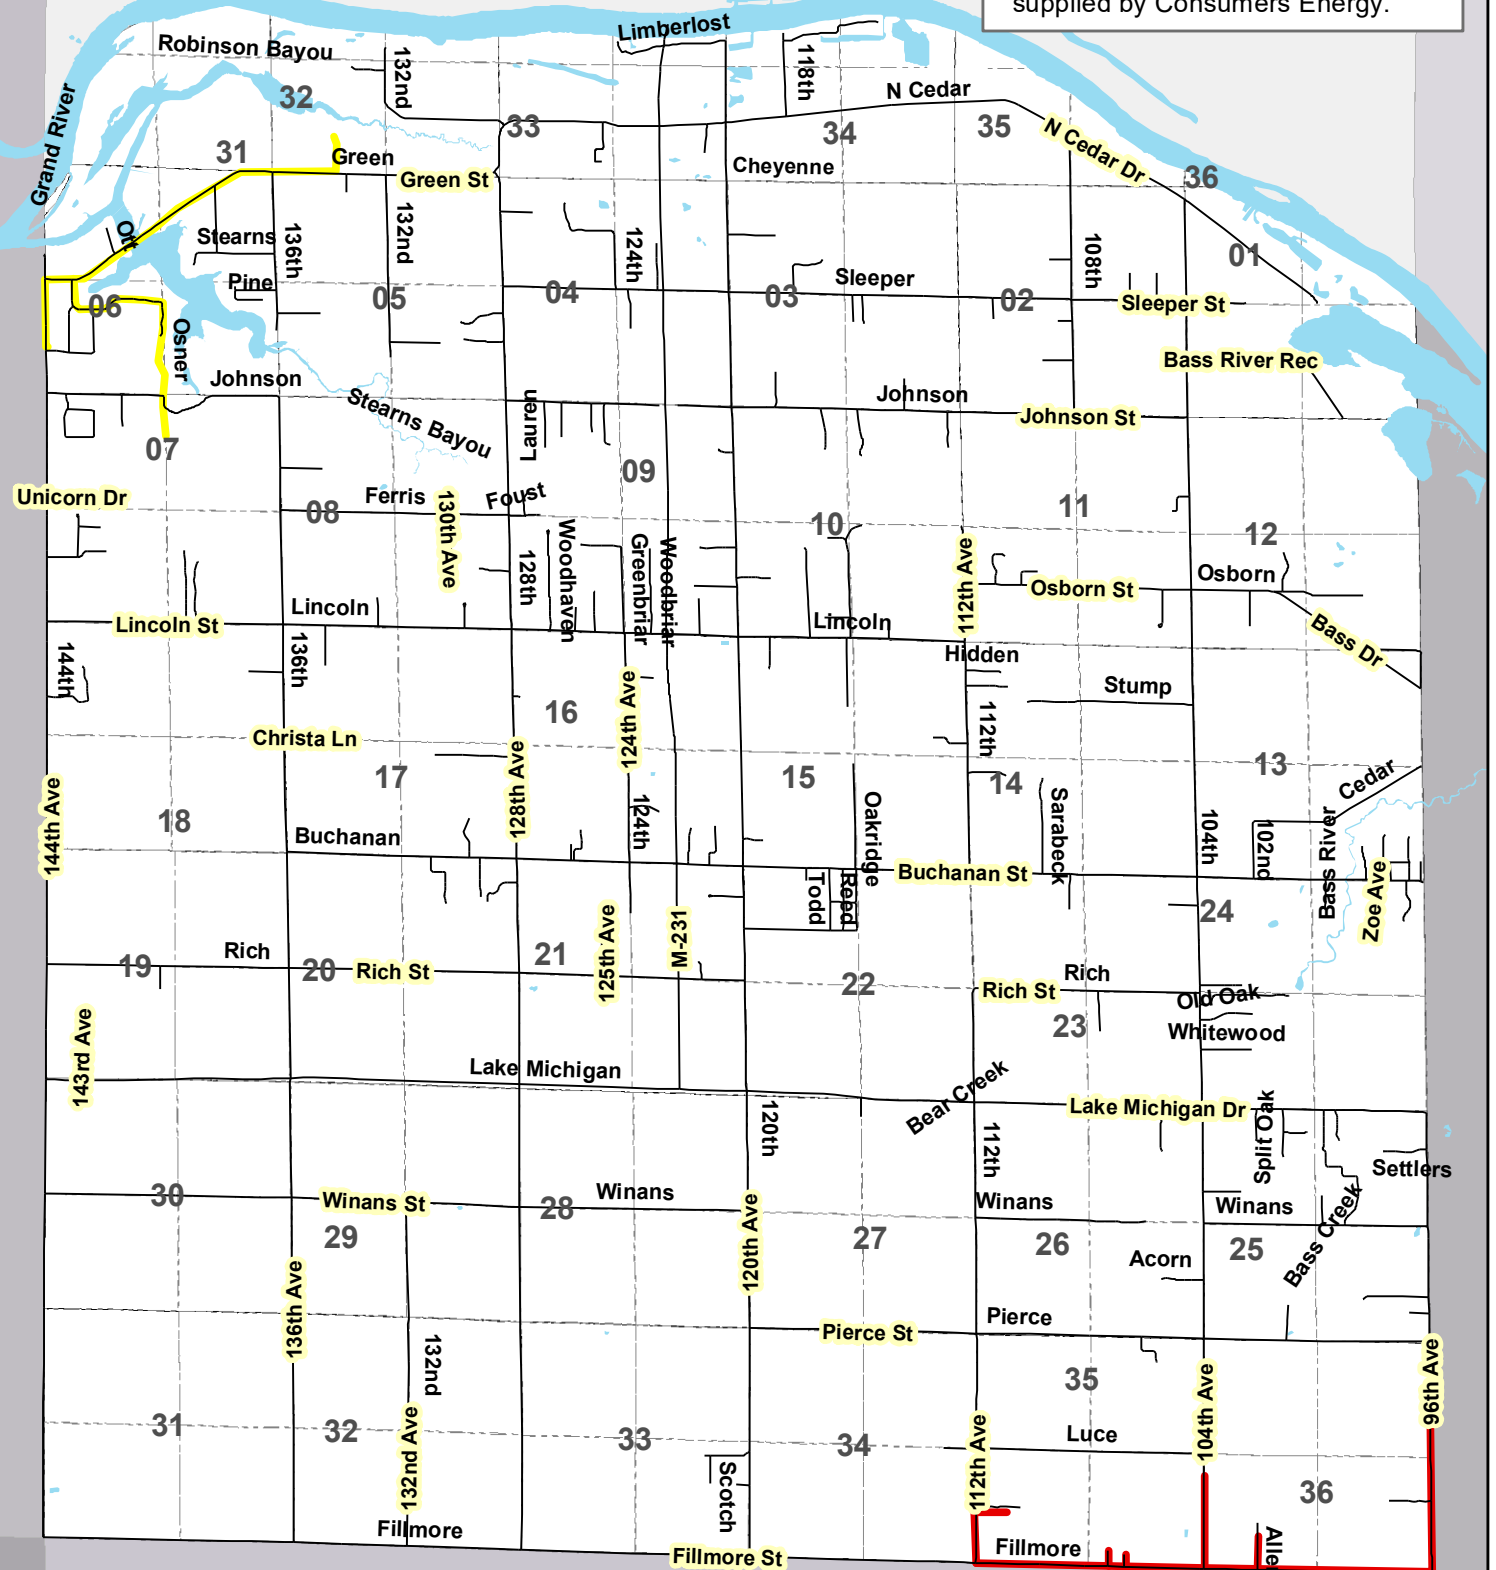 supplied by Consumers Energy.
Limberlost
Robinson Bayou
132nd
118th
N Cedar
32
33
34
35
N Cedar Dr
Grand River
31
Green
Green St
Cheyenne
36
Ott
Stearns
136th
132nd
124th
108th
01
Pine
Sleeper
06
05
04
03
02
Sleeper St
Osner
Johnson
Bass River Rec
Stearns Bayou
Lauren
Johnson
Johnson St
07
09
Unicorn Dr
08
Ferris
130th Ave
Foust
10
11
12
128th
Woodhaven
Greenbriar
Woodbriar
112th Ave
Osborn St
Osborn
Lincoln St
Lincoln
Lincoln
Bass Dr
144th
136th
Hidden
Stump
16
124th Ave
112th
Christa Ln
17
128th Ave
15
14
13
Cedar
144th Ave
18
Buchanan
124th
Oakridge
Sarabeck
104th
102nd
Bass River
Todd
Reed
Buchanan St
Zoe Ave
24
125th Ave
M-231
19
Rich
20
Rich St
21
22
Rich St
Rich
Old Oak
23
Whitewood
143rd Ave
Lake Michigan
Bear Creek
Lake Michigan Dr
120th
112th
Split Oak
Settlers
30
Winans St
28
Winans
120th Ave
Winans
Winans
Bass Creek
29
27
26
25
Acorn
136th Ave
Pierce St
Pierce
132nd
35
104th Ave
96th Ave
31
32
132nd Ave
33
34
112th Ave
Luce
Scotch
36
Fillmore
Fillmore St
Fillmore
Alle